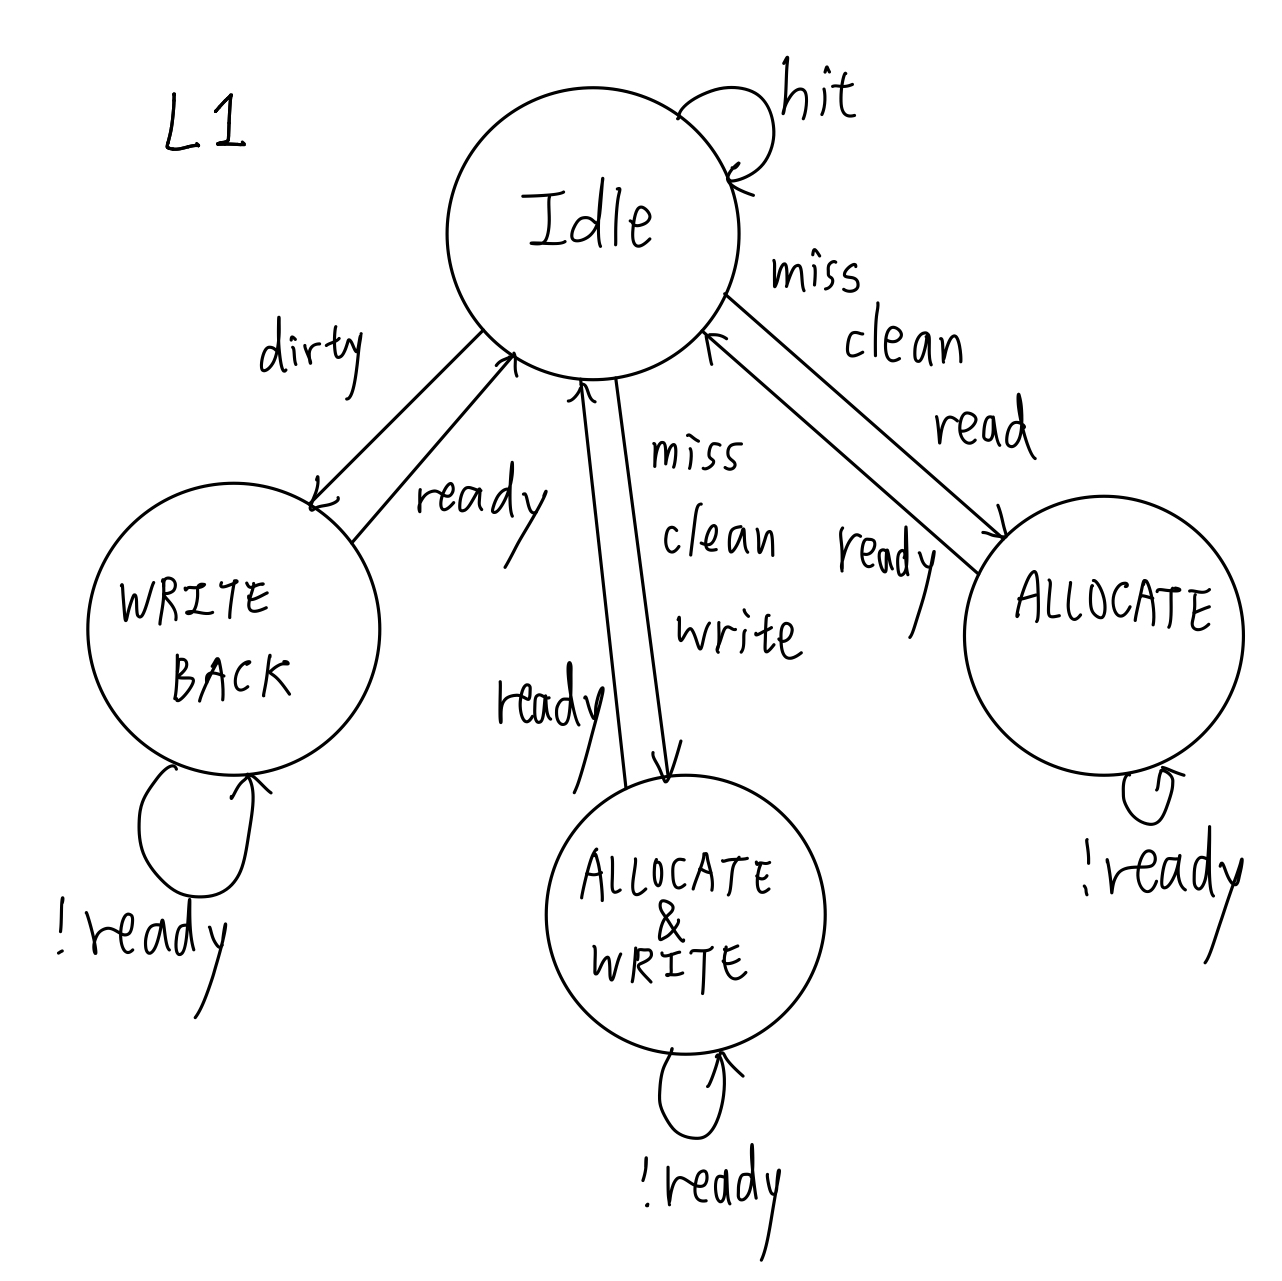 L1
hit
Idle
miss
clean
read
dirty
ready
miss
clean
write
ready
ready
WRITE
BACK
ALLOCATE
!ready
ALLOCATE
&
WRITE
!ready
!ready